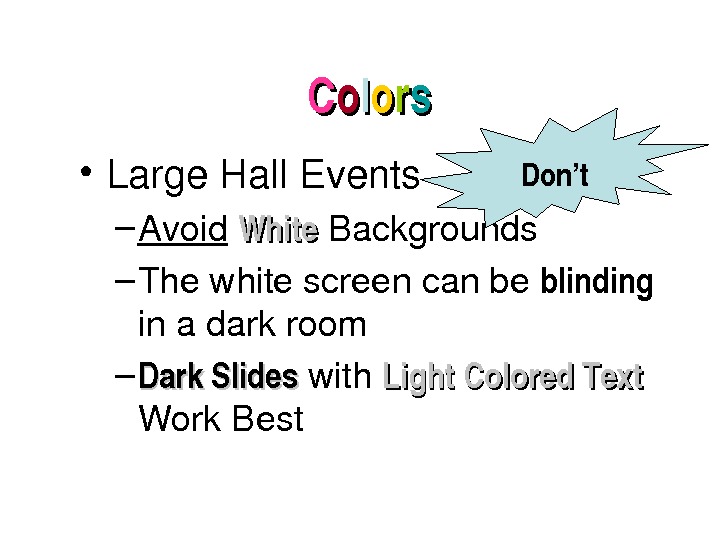 Colors
• Large Hall Events
Don't
–Avoid White Backgrounds
–The white screen can be blinding
in a dark room
–Dark Slides with Light Colored Text
Work Best